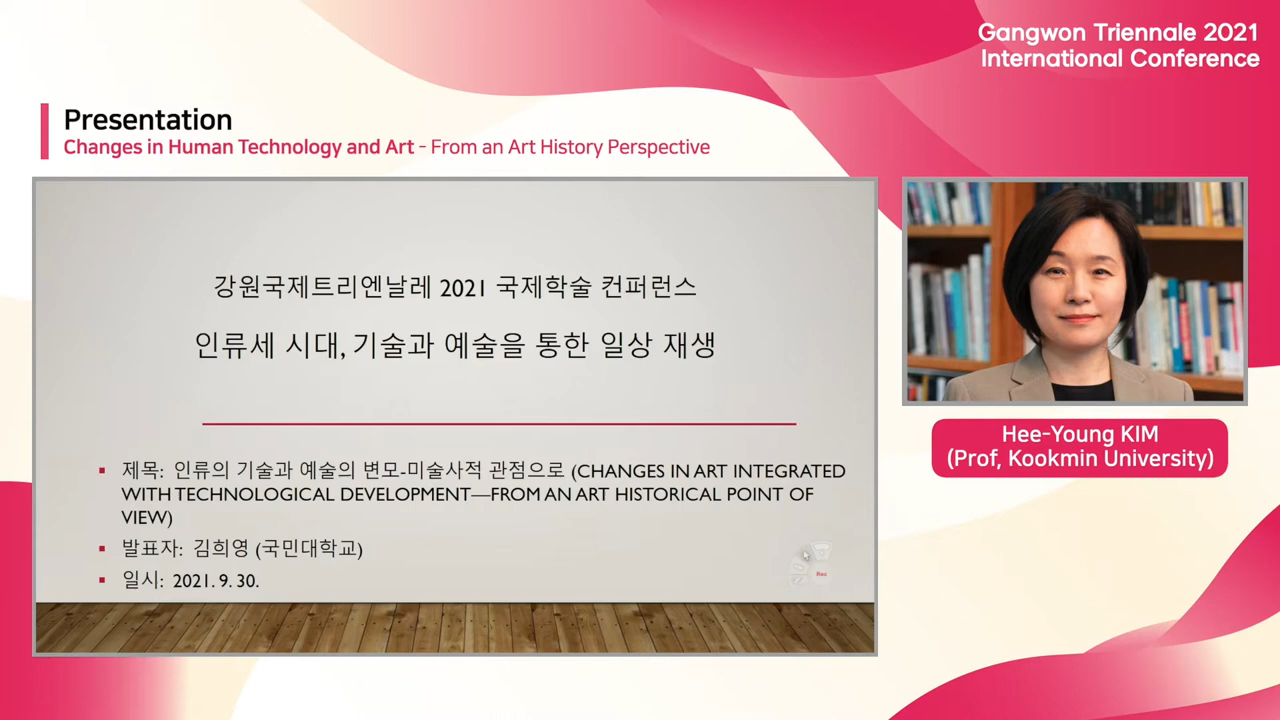 Gangwon Triennale 2021
International Conference
Presentation
Changes in Human Technology and Art - From an Art History Perspective
강원국제트리엔날레 2021 국제학술 컨퍼런스
인류세 시대, 기술과 예술을 통한 일상 재생
▪ 제목: 인류의 기술과 예술의 변모-미술사적 관점으로 (CHANGES IN ART INTEGRATED
WITH TECHNOLOGICAL DEVELOPMENT—FROM AN ART HISTORICAL POINT OF
VIEW)
▪ 발표자: 김희영 (국민대학교)
▪ 일시: 2021. 9. 30.
Rec
Hee-Young KIM
(Prof, Kookmin University)